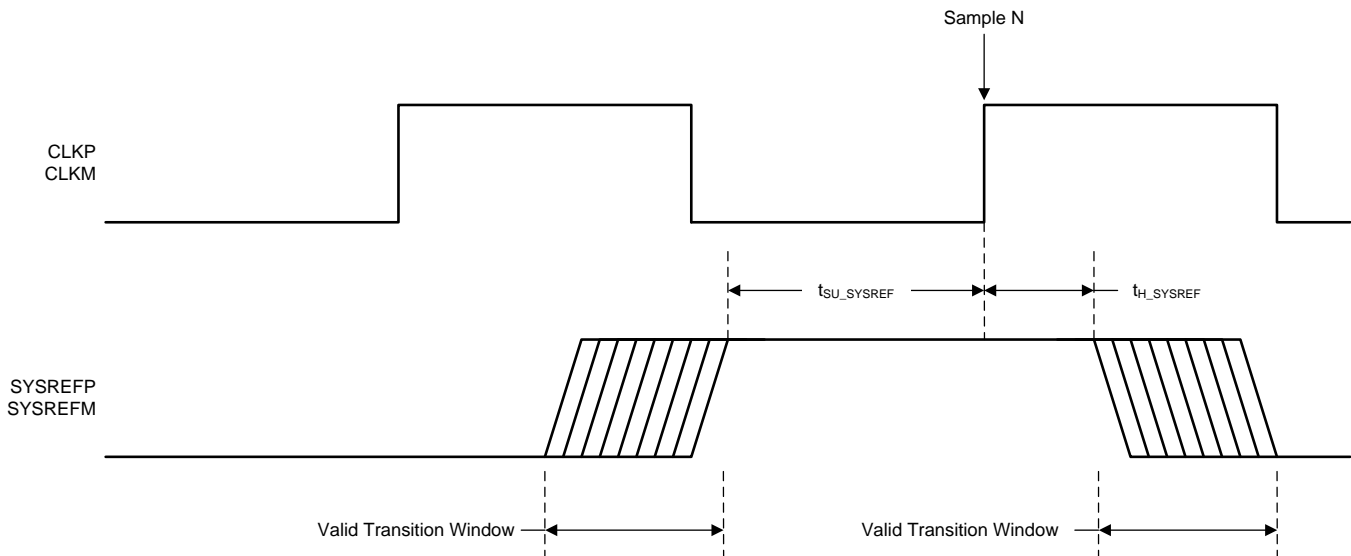 Sample N
CLKP
CLKM
tSU_SYSREF
tH_SYSREF
SYSREFP
SYSREFM
Valid Transition Window
Valid Transition Window